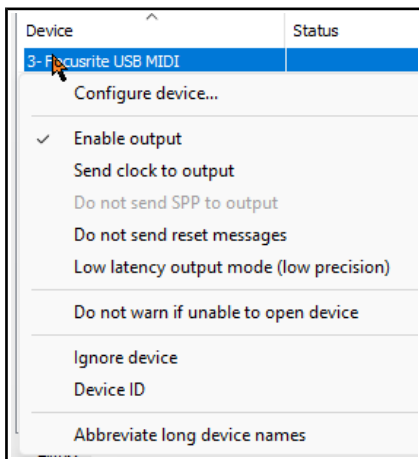 Device Status
3- Focusrite USB MIDI
Configure device...
Enable output
Send clock to output
Do not send SPP to output
Do not send reset messages
Low latency output mode (low precision)
Do not warn if unable to open device
Ignore device
Device ID
Abbreviate long device names